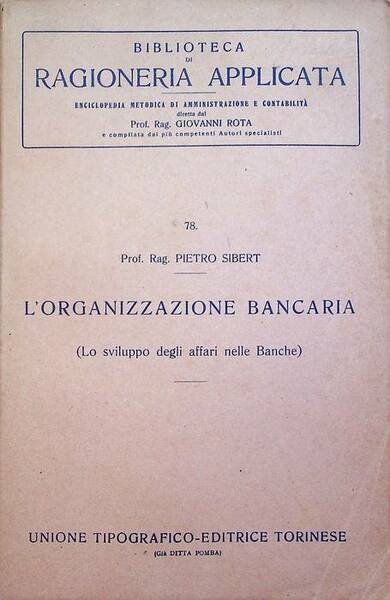 BIBLIOTECA
DI
RAGIONERIA APPLICATA
ENCICLOPEDIA METODICA DI AMMINISTRAZIONE E CONTABILITÀ
diretta dal
Prof. Rag. GIOVANNI ROTA
e compilata dai più competenti Autori specialisti
78.
Prof. Rag. PIETRO SIBERT
L'ORGANIZZAZIONE BANCARIA
(Lo sviluppo degli affari nelle Banche)
UNIONE TIPOGRAFICO-EDITRICE TORINESE
(GIÀ DITTA POMBA)